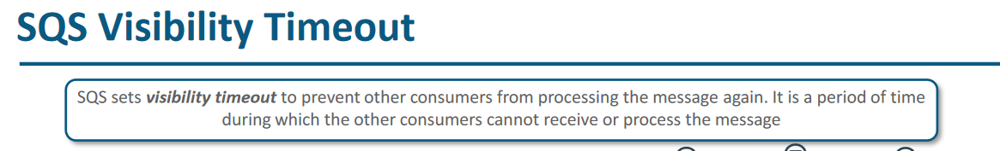 SQS Visibility Timeout
SQS sets visibility timeout to prevent other consumers from processing the message again. It is a period of time
during which the other consumers cannot receive or process the message